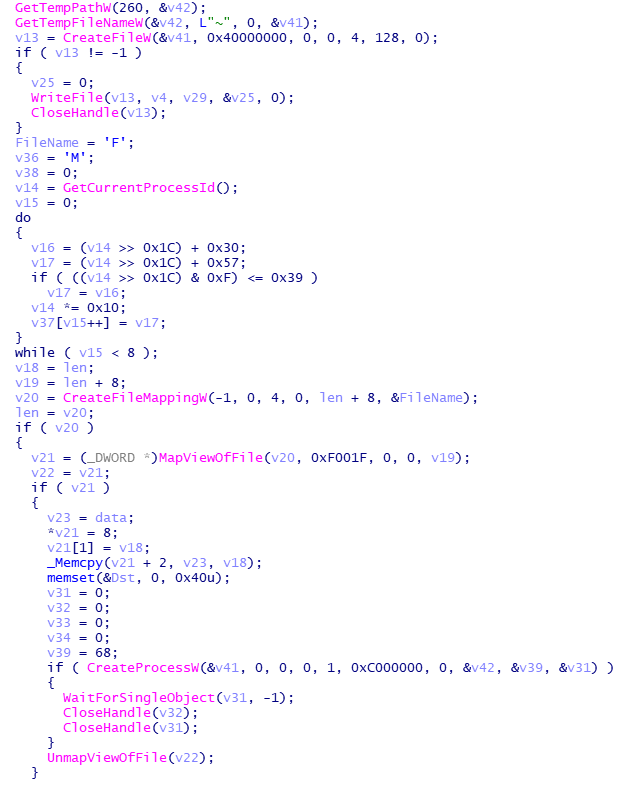 GetTempPathW(260, &v42);
GetTempFileNameW(&v42, L"~", 0, &v41);
v13 = CreateFileW(&v41, 0x40000000, 0, 0, 4, 128, 0);
if ( v13 != -1 )
{
v25 = 0;
WriteFile(v13, v4, v29, &v25, 0);
CloseHandle(v13);
}
FileName = 'F';
v36 = 'M';
v38 = 0;
v14 = GetCurrentProcessId();
v15 = 0;
do
{
v16 = (v14 >> 0x1C) + 0x30;
v17 = (v14 >> 0x1C) + 0x57;
if ( ((v14 >> 0x1C) & 0xF) <= 0x39 )
v17 = v16;
v14 *= 0x10;
v37[v15++] = v17;
}
while ( v15 < 8 );
v18 = len;
v19 = len + 8;
v20 = CreateFileMappingW(-1, 0, 4, 0, len + 8, &FileName);
len = v20;
if ( v20 )
{
v21 = (_DWORD *)MapViewOfFile(v20, 0xF001F, 0, 0, v19);
v22 = v21;
if ( v21 )
{
v23 = data;
*v21 = 8;
v21[1] = v18;
_Memcpy(v21 + 2, v23, v18);
memset(&Dst, 0, 0x40u);
v31 = 0;
v32 = 0;
v33 = 0;
v34 = 0;
v39 = 68;
if ( CreateProcessW(&v41, 0, 0, 0, 1, 0xC000000, 0, &v42, &v39, &v31) )
{
WaitForSingleObject(v31, -1);
CloseHandle(v32);
CloseHandle(v31);
}
UnmapViewOfFile(v22);
}